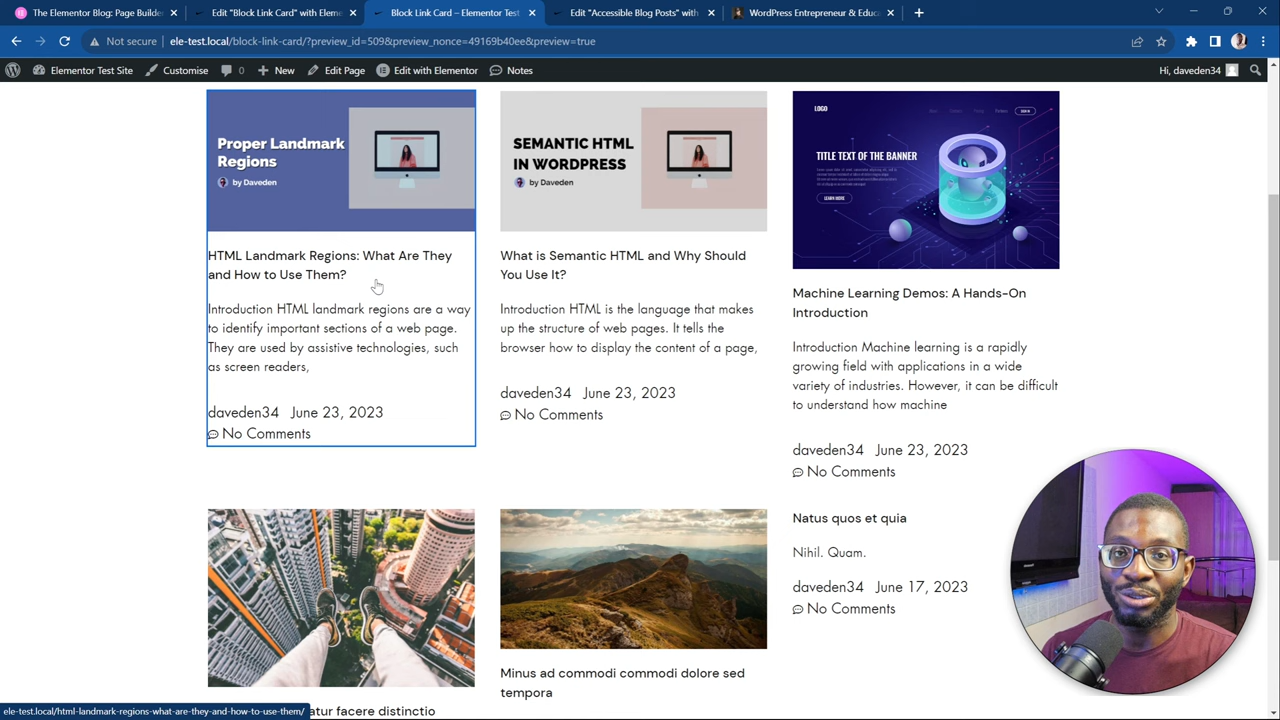 The Elementor Blog: Page Builder
Edit "Block Link Card" with Eleme
Block Link Card – Elementor Test
Edit "Accessible Blog Posts" with
WordPress Entrepreneur & Educ
Not secure
ele-test.local/block-link-card/?preview_id=509&preview_nonce=49169b40ee&preview=true
Elementor Test Site
Customise
0
New
Edit Page
Edit with Elementor
Notes
Hi, daveden34
Proper Landmark
Regions
by Daveden
HTML Landmark Regions: What Are They
and How to Use Them?
Introduction HTML landmark regions are a way
to identify important sections of a web page.
They are used by assistive technologies, such
as screen readers,
daveden34 June 23, 2023
No Comments
SEMANTIC HTML
IN WORDPRESS
by Daveden
What is Semantic HTML and Why Should
You Use It?
Introduction HTML is the language that makes
up the structure of web pages. It tells the
browser how to display the content of a page,
daveden34 June 23, 2023
No Comments
LOGO
SIGN IN
TITLE TEXT OF THE BANNER
LEARN MORE
Machine Learning Demos: A Hands-On
Introduction
Introduction Machine learning is a rapidly
growing field with applications in a wide
variety of industries. However, it can be difficult
to understand how machine
daveden34 June 23, 2023
No Comments
Minus ad commodi commodi dolore sed
tempora
Natus quos et quia
Nihil. Quam.
daveden34 June 17, 2023
No Comments
atur facere distinctio
ele-test.local/html-landmark-regions-what-are-they-and-how-to-use-them/